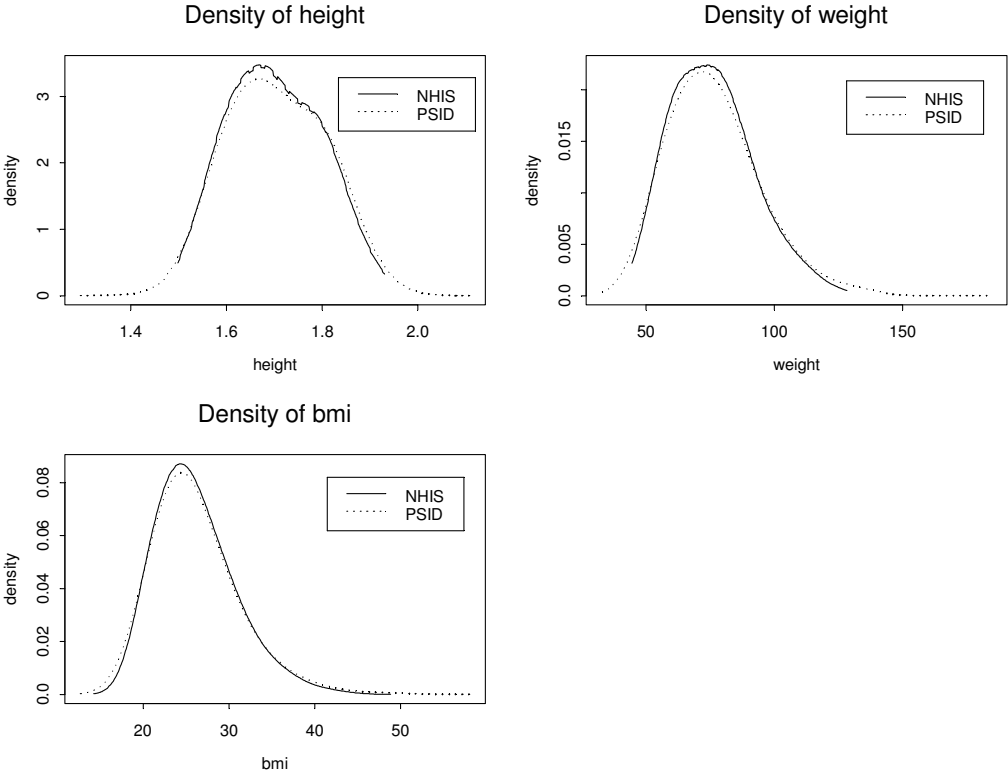 Density of height
density
0 1 2 3
NHIS
PSID
1.4 1.6 1.8 2.0
height
Density of weight
density
0.0 0.005 0.015
NHIS
PSID
50 100 150
weight
Density of bmi
density
0.0 0.02 0.04 0.06 0.08
NHIS
PSID
20 30 40 50
bmi